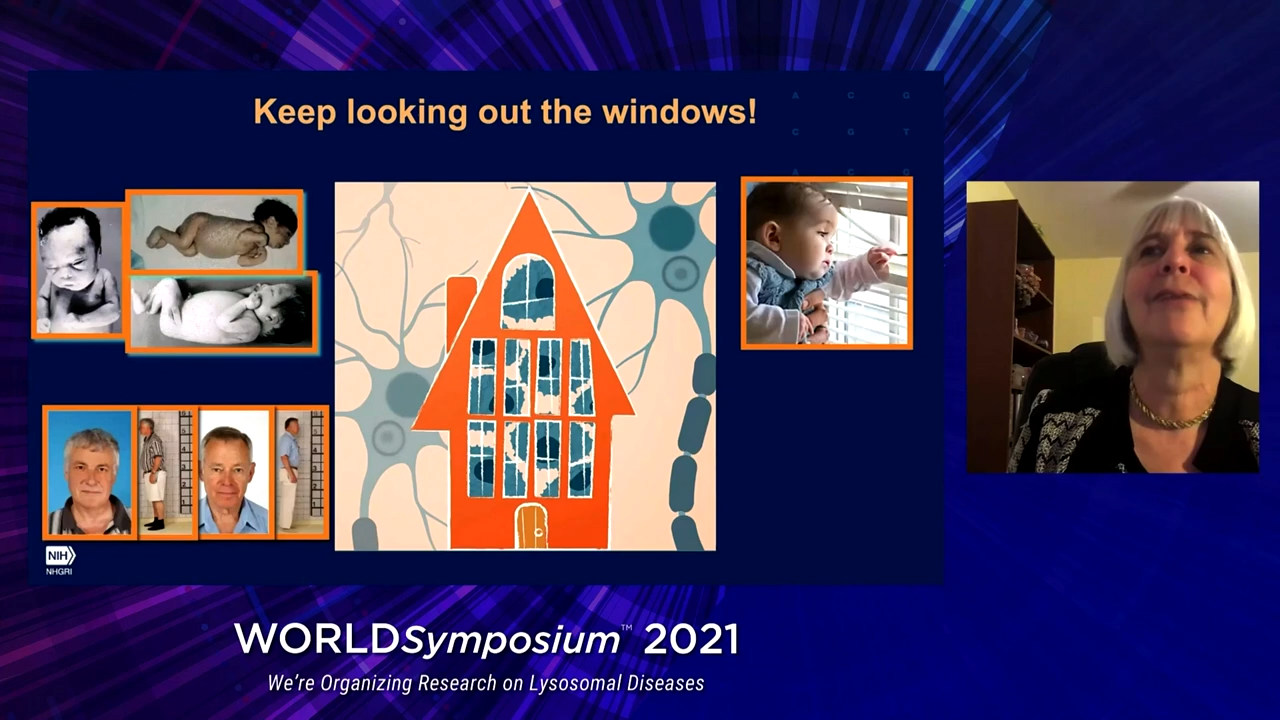 Keep looking out the windows!
A C G
C G T
A C G
NIH
NHGRI
WORLDSymposium™ 2021
We're Organizing Research on Lysosomal Diseases